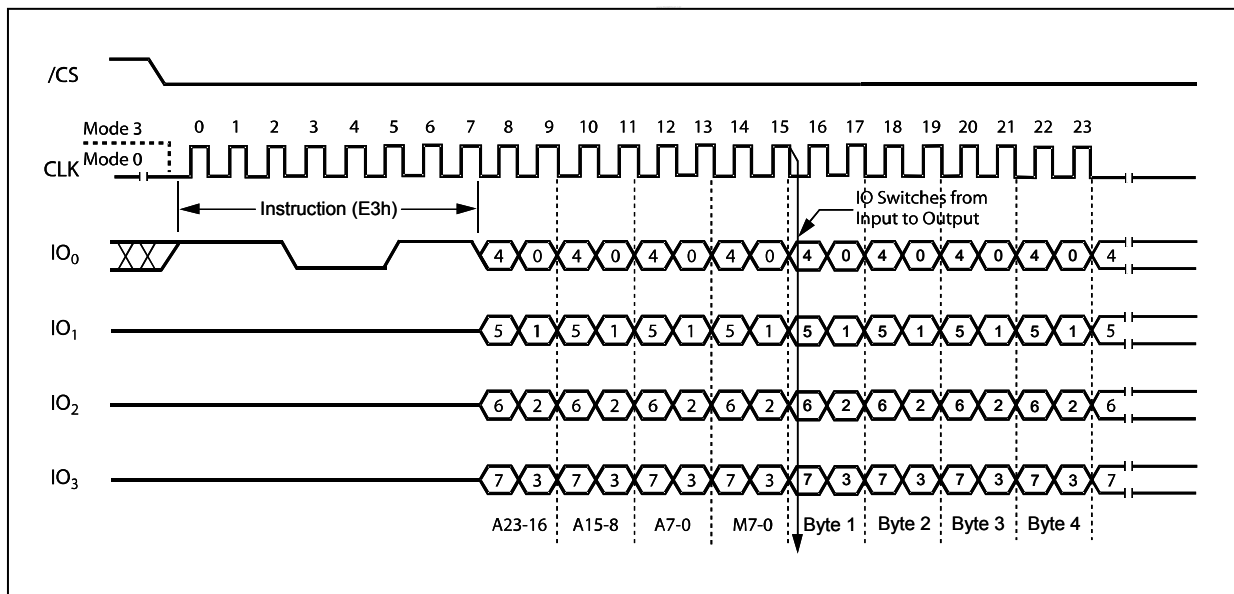 /CS
Mode 3
0 1 2 3 4 5 6 7 8 9 10 11 12 13 14 15 16 17 18 19 20 21 22 23
Mode 0
CLK
Instruction (E3h)
IO Switches from
Input to Output
IO0
4 0 4 0 4 0 4 0 4 0 4 0 4 0 4 0 4
IO1
5 1 5 1 5 1 5 1 5 1 5 1 5 1 5 1 5
IO2
6 2 6 2 6 2 6 2 6 2 6 2 6 2 6 2 6
IO3
7 3 7 3 7 3 7 3 7 3 7 3 7 3 7 3 7
A23-16 A15-8 A7-0 M7-0 Byte 1 Byte 2 Byte 3 Byte 4